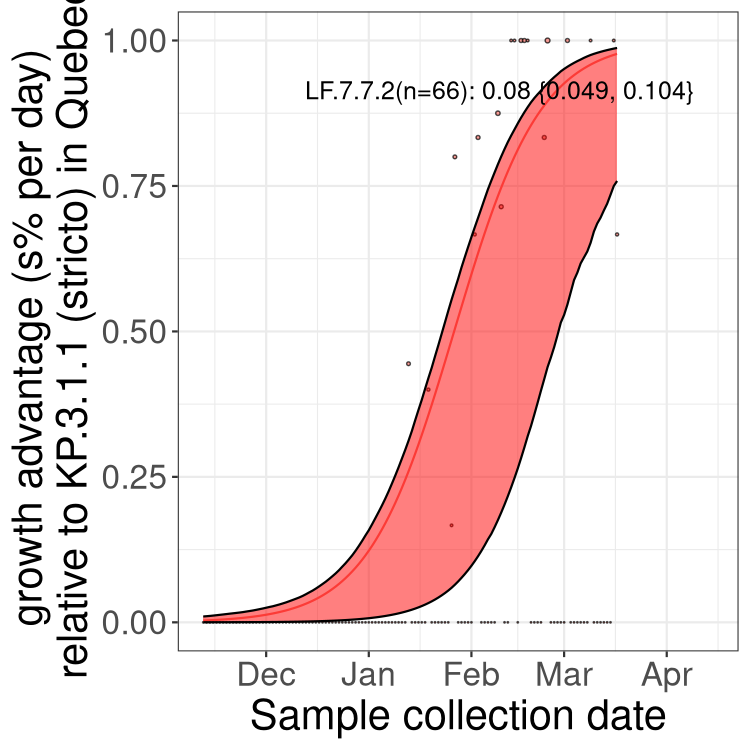 growth advantage (s% per day)
relative to KP.3.1.1 (stricto) in Quebec
1.00
0.75
0.50
0.25
0.00
LF.7.7.2(n=66): 0.08 {0.049, 0.104}
Dec Jan Feb Mar Apr
Sample collection date